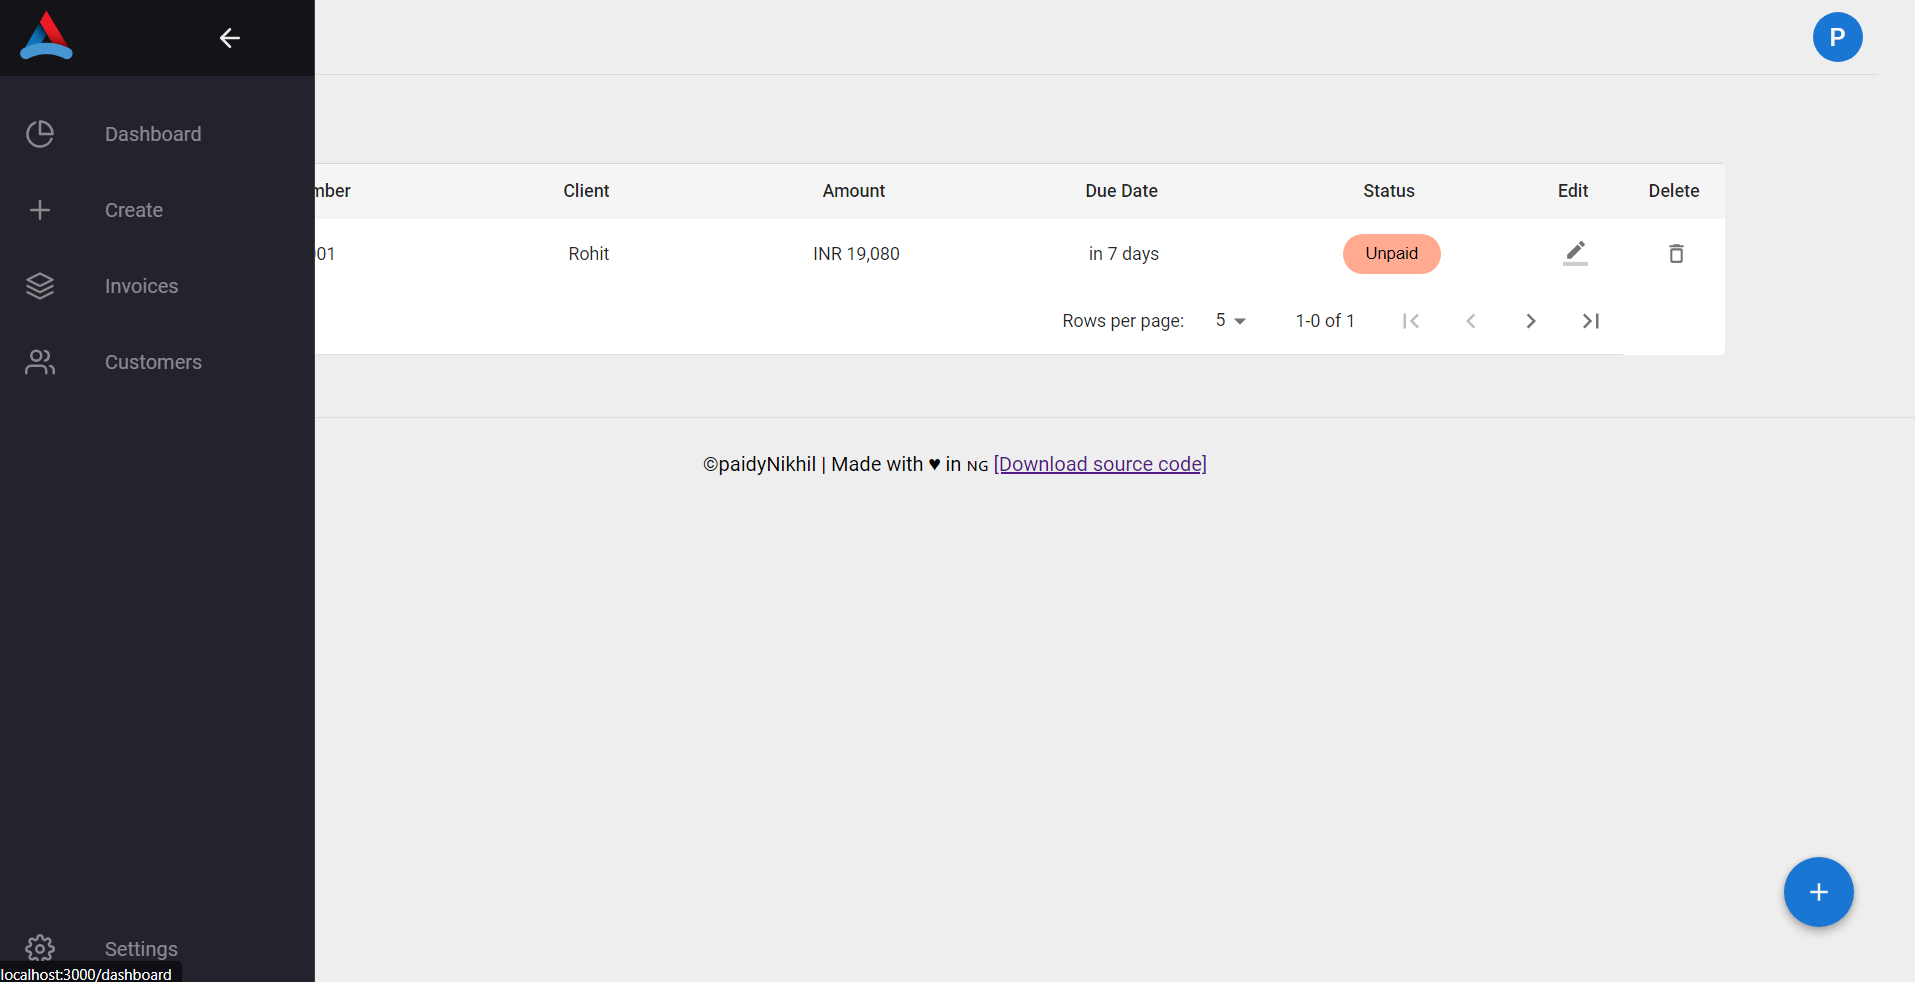 P
Dashboard
Create
Invoices
Customers
mber Client Amount Due Date Status Edit Delete
01 Rohit INR 19,080 in 7 days Unpaid
Rows per page: 5 1-0 of 1
©paidyNikhil | Made with ♥ in NG [Download source code]
Settings
localhost:3000/dashboard